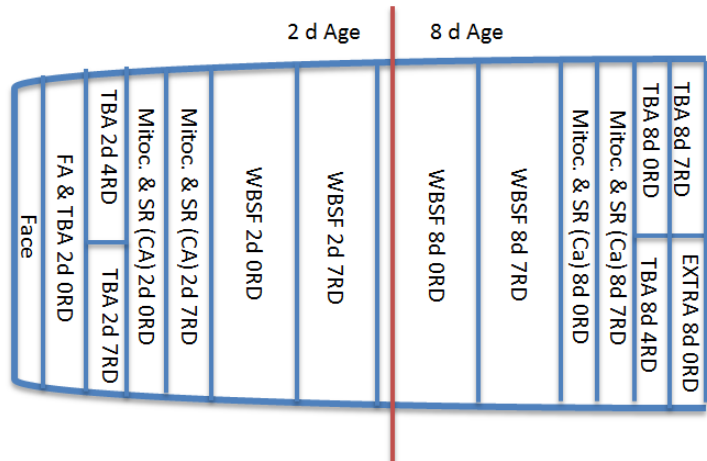 2 d Age
8 d Age
Face
FA & TBA 2d 0RD
TBA 2d 4RD
TBA 2d 7RD
Mitoc. & SR (CA) 2d 0RD
Mitoc. & SR (CA) 2d 7RD
WBSF 2d 0RD
WBSF 2d 7RD
WBSF 8d 0RD
WBSF 8d 7RD
Mitoc. & SR (Ca) 8d 0RD
Mitoc. & SR (Ca) 8d 7RD
TBA 8d 0RD
TBA 8d 4RD
TBA 8d 7RD
EXTRA 8d 0RD